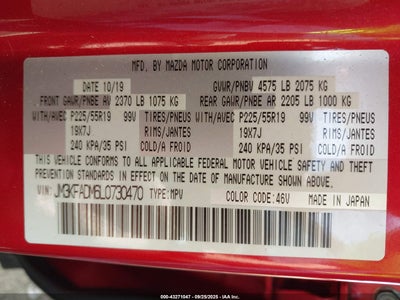 MFD. BY MAZDA MOTOR CORPORATION
DATE 10/19 GVWR/PNBV 4575 LB 2075 KG
FRONT GAWR/PNBE AV 2370 LB 1075 KG REAR GAWR/PNBE AR 2205 LB 1000 KG
WITH/AVEC P225/55R19 99V TIRES/PNEUS WITH/AVEC P225/55R19 99V TIRES/PNEUS
19X7J RIMS/JANTES 19X7J RIMS/JANTES
240 KPA/35 PSI COLD/A FROID 240 KPA/35 PSI COLD/A FROID
THIS VEHICLE CONFORMS TO ALL APPLICABLE FEDERAL MOTOR VEHICLE SAFETY AND THEFT
PREVENTION STANDARDS IN EFFECT ON THE DATE OF MANUFACTURE SHOWN ABOVE.
VIN: JM3KFADM6L0730470 TYPE:MPV COLOR CODE:46V
MADE IN JAPAN
000-43271047 - 09/25/2025 - IAAI.COM